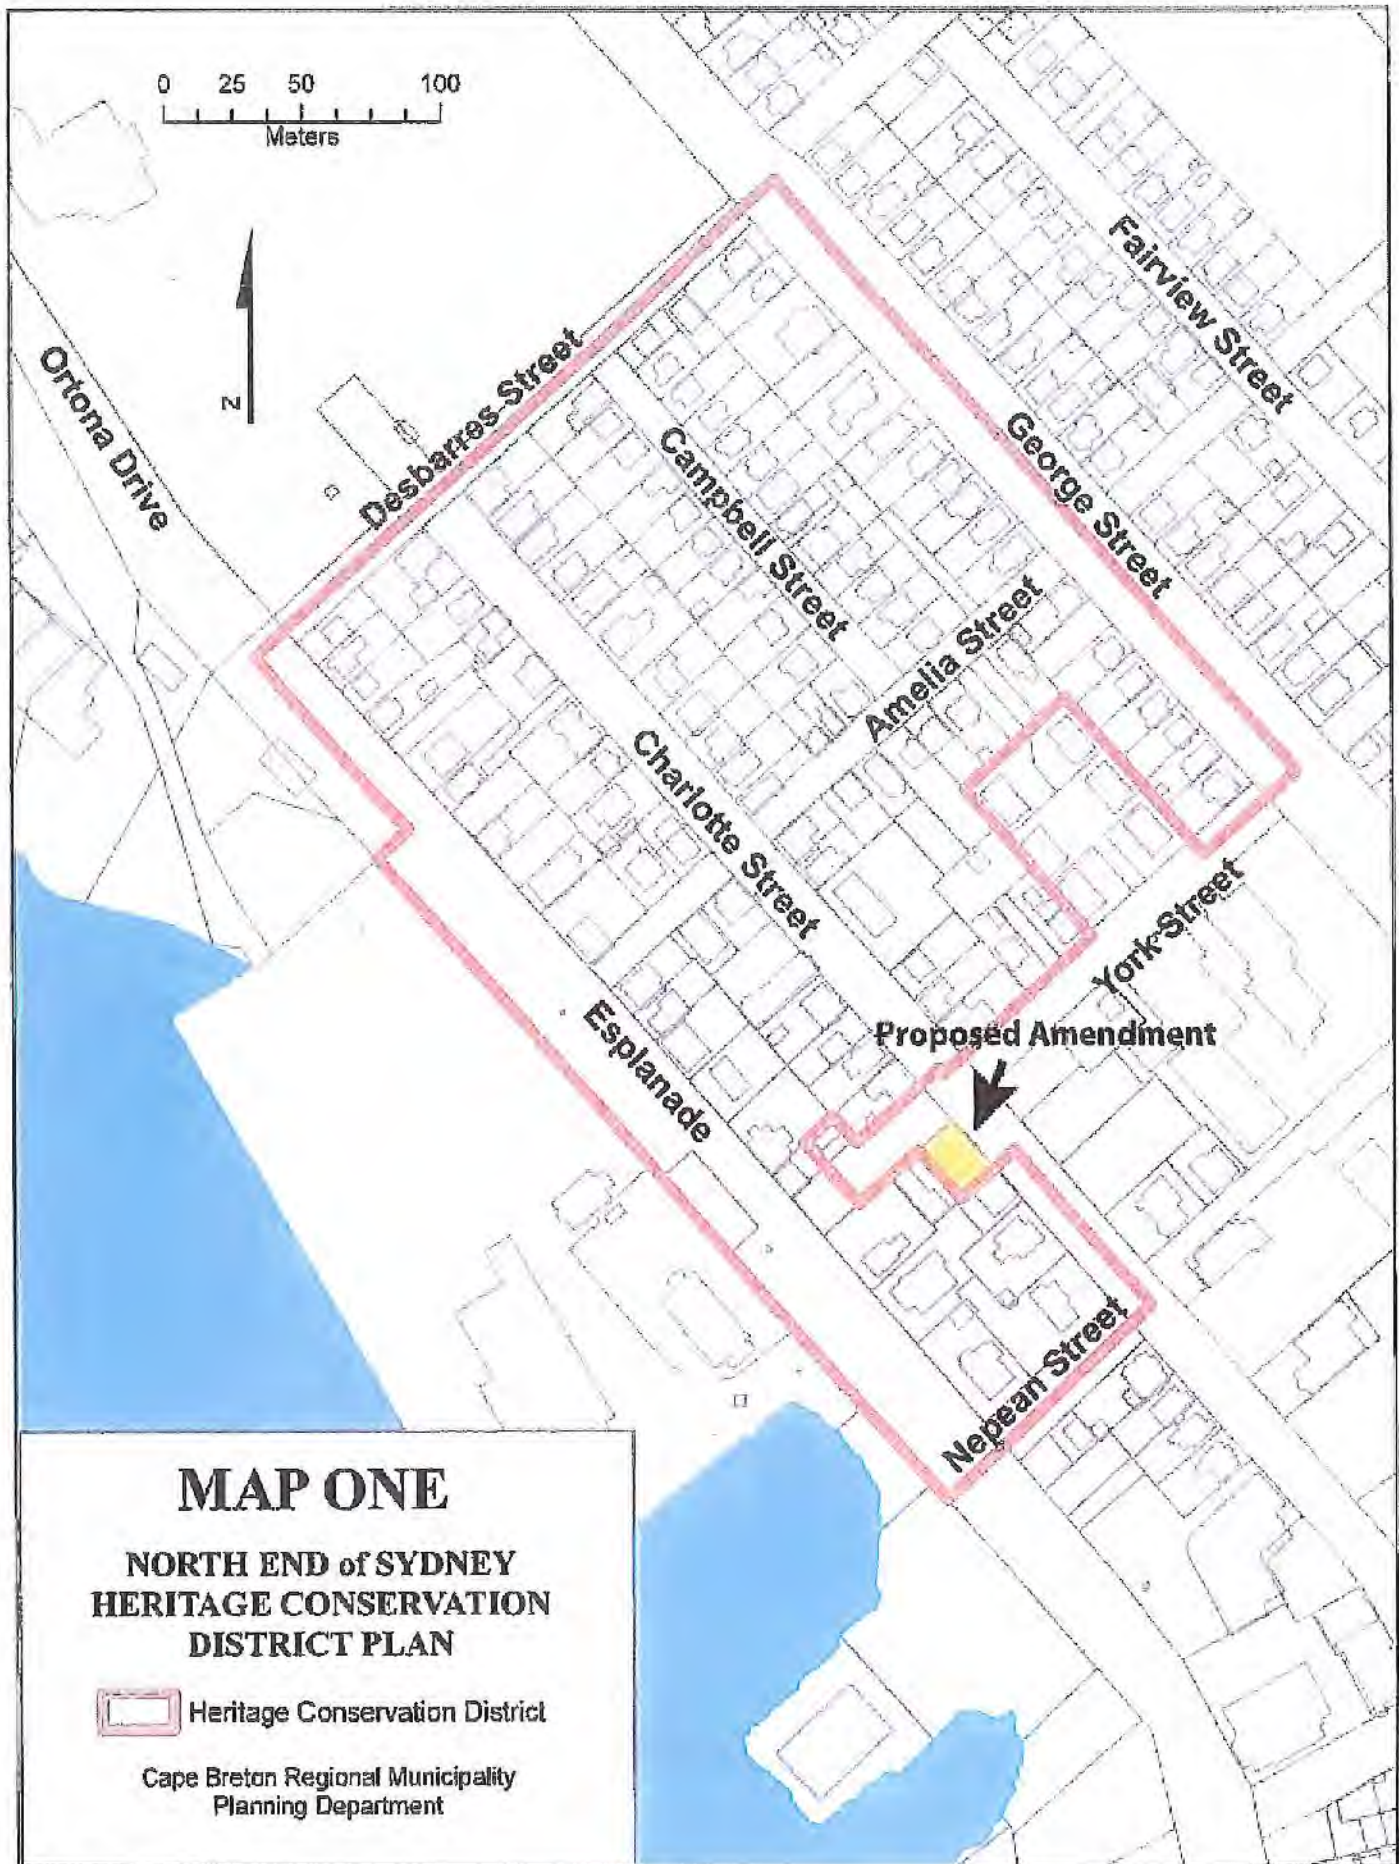 0 25 50 100
Meters
Fairview Street
N
Ortona Drive
Desbarres Street
George Street
Campbell Street
Amelia Street
Charlotte Street
York Street
Proposed Amendment
Esplanade
Nepean Street
MAP ONE
NORTH END of SYDNEY
HERITAGE CONSERVATION
DISTRICT PLAN
Heritage Conservation District
Cape Breton Regional Municipality
Planning Department